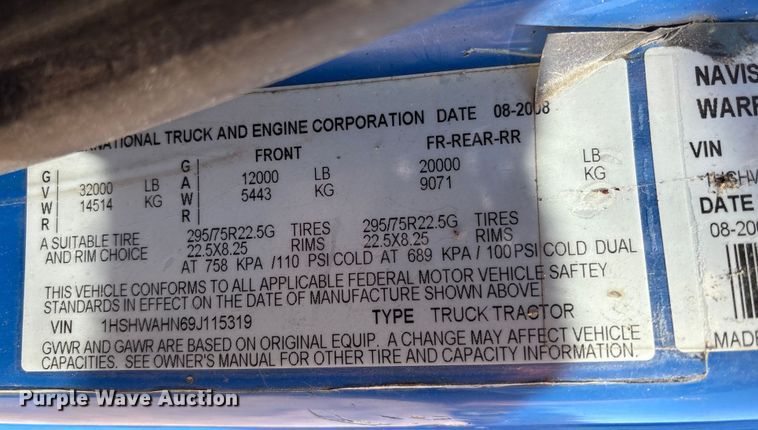 NATIONAL TRUCK AND ENGINE CORPORATION DATE 08-2008
FRONT FR-REAR-RR
GVWR 32000 LB GAWR 12000 LB 20000 LB
14514 KG 5443 KG 9071 KG
A SUITABLE TIRE 295/75R22.5G TIRES 295/75R22.5G TIRES
AND RIM CHOICE 22.5X8.25 RIMS 22.5X8.25 RIMS
AT 758 KPA /110 PSI COLD AT 689 KPA / 100 PSI COLD DUAL
THIS VEHICLE CONFORMS TO ALL APPLICABLE FEDERAL MOTOR VEHICLE SAFTEY
STANDARDS IN EFFECT ON THE DATE OF MANUFACTURE SHOWN ABOVE
VIN 1HSHWAHN69J115319 TYPE TRUCK TRACTOR
GVWR AND GAWR ARE BASED ON ORIGINAL EQUIP. A CHANGE MAY AFFECT VEHICLE
CAPACITIES. SEE OWNER'S MANUAL FOR OTHER TIRE AND CAPACITY INFORMATION.
NAVIS
WARR
VIN
1HSHW
DATE
08-200
MADE
Purple Wave Auction